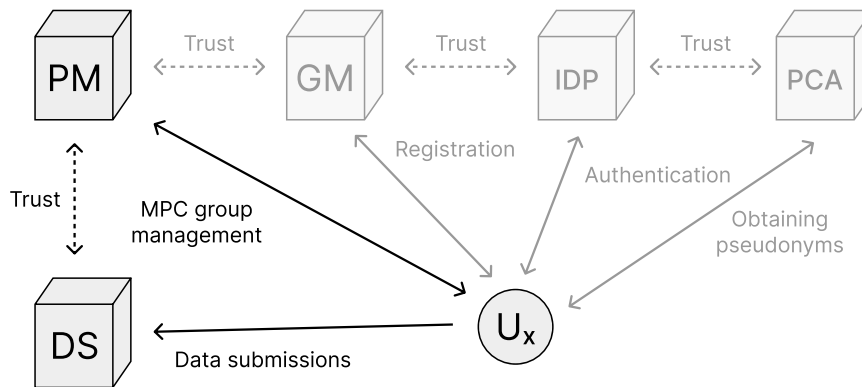 Trust
Trust
Trust
PM
GM
IDP
PCA
Registration
Authentication
Trust
MPC group
management
Obtaining
pseudonyms
DS
Ux
Data submissions